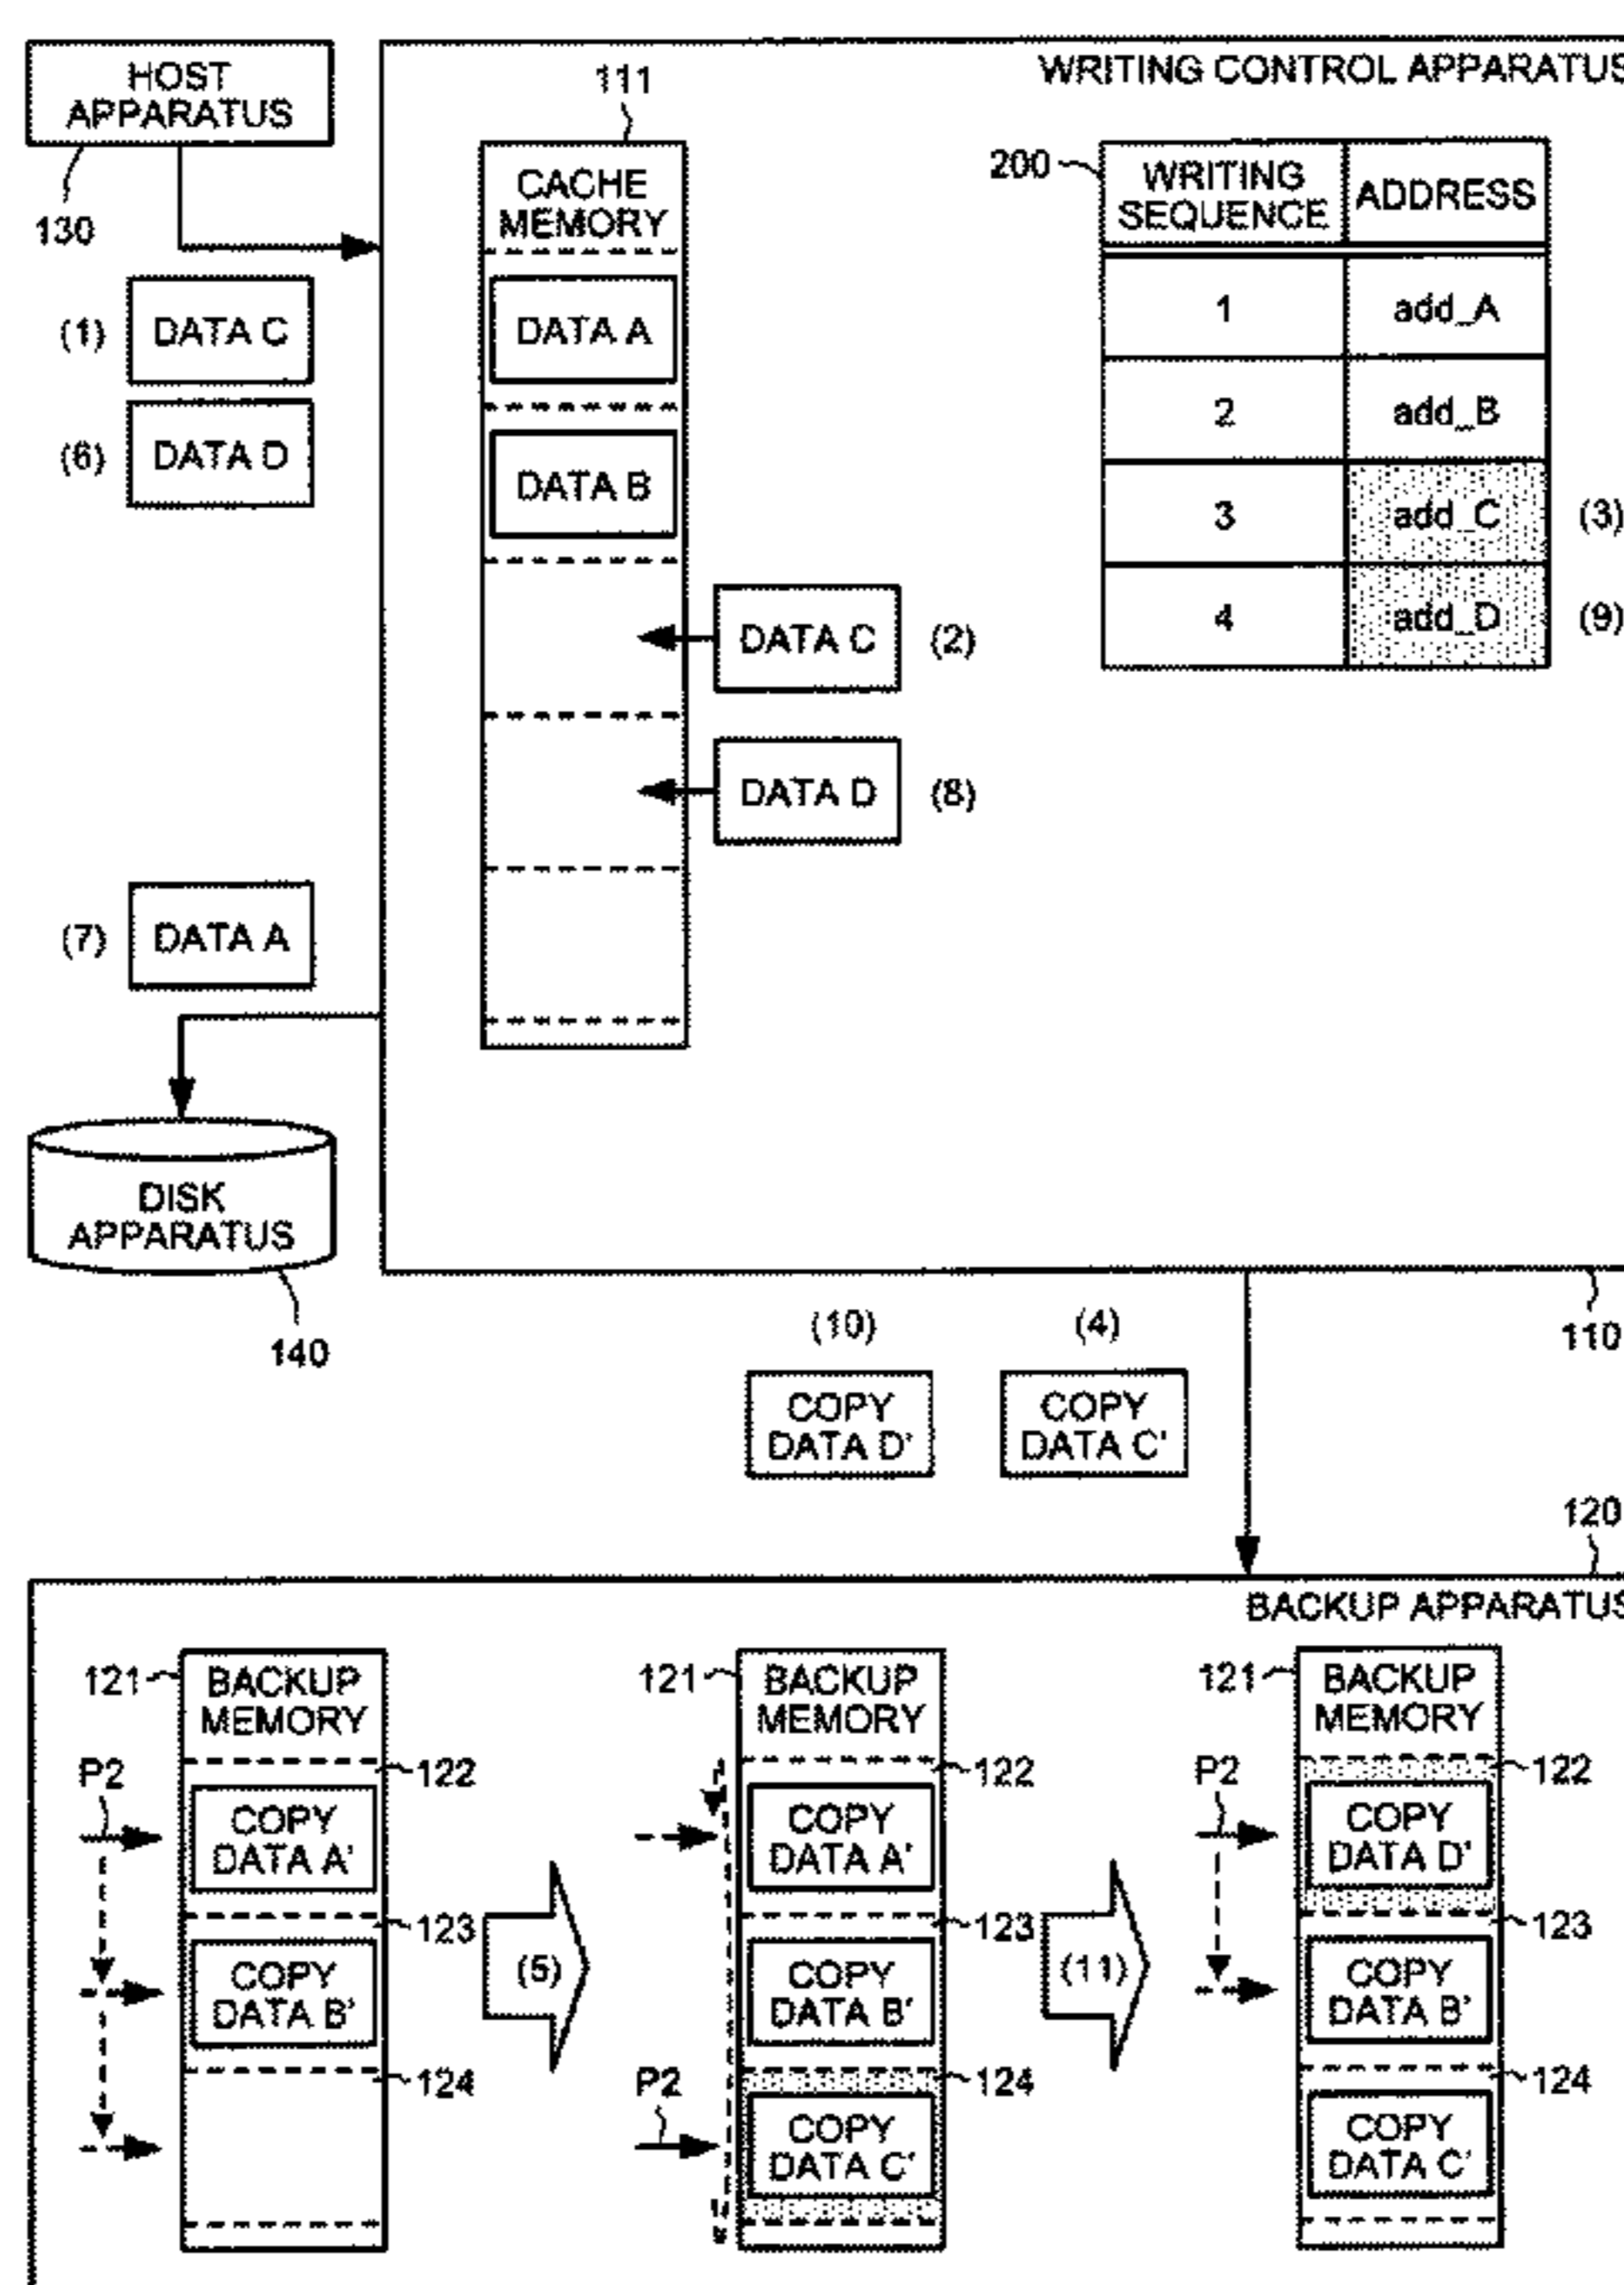 HOST
APPARATUS
130
WRITING CONTROL APPARATUS
111
CACHE
MEMORY
DATA A
DATA B
200
WRITING
SEQUENCE
ADDRESS
1
add_A
2
add_B
3
add_C
(3)
4
add_D
(9)
(1)
DATA C
(6)
DATA D
DATA C
(2)
DATA D
(8)
(7)
DATA A
DISK
APPARATUS
140
110
(10)
(4)
COPY
DATA D'
COPY
DATA C'
120
BACKUP APPARATUS
121
BACKUP
MEMORY
P2
122
COPY
DATA A'
123
COPY
DATA B'
124
(5)
121
BACKUP
MEMORY
122
COPY
DATA A'
123
COPY
DATA B'
P2
124
COPY
DATA C'
(11)
121
BACKUP
MEMORY
P2
122
COPY
DATA D'
123
COPY
DATA B'
124
COPY
DATA C'